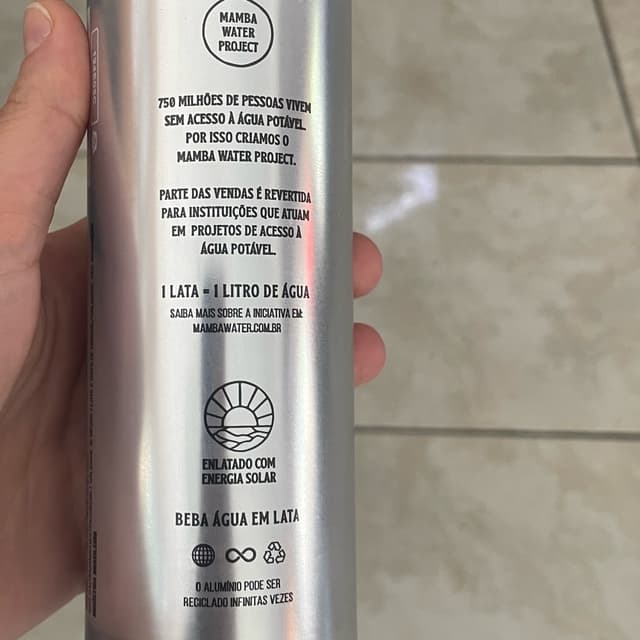 MAMBA
WATER
PROJECT
750 MILHÕES DE PESSOAS VIVEM
SEM ACESSO À ÁGUA POTÁVEL.
POR ISSO CRIAMOS O
MAMBA WATER PROJECT.
PARTE DAS VENDAS É REVERTIDA
PARA INSTITUIÇÕES QUE ATUAM
EM PROJETOS DE ACESSO À
ÁGUA POTÁVEL.
1 LATA = 1 LITRO DE ÁGUA
SAIBA MAIS SOBRE A INICIATIVA EM:
MAMBAWATER.COM.BR
ENLATADO COM
ENERGIA SOLAR
BEBA ÁGUA EM LATA
O ALUMÍNIO PODE SER
RECICLADO INFINITAS VEZES